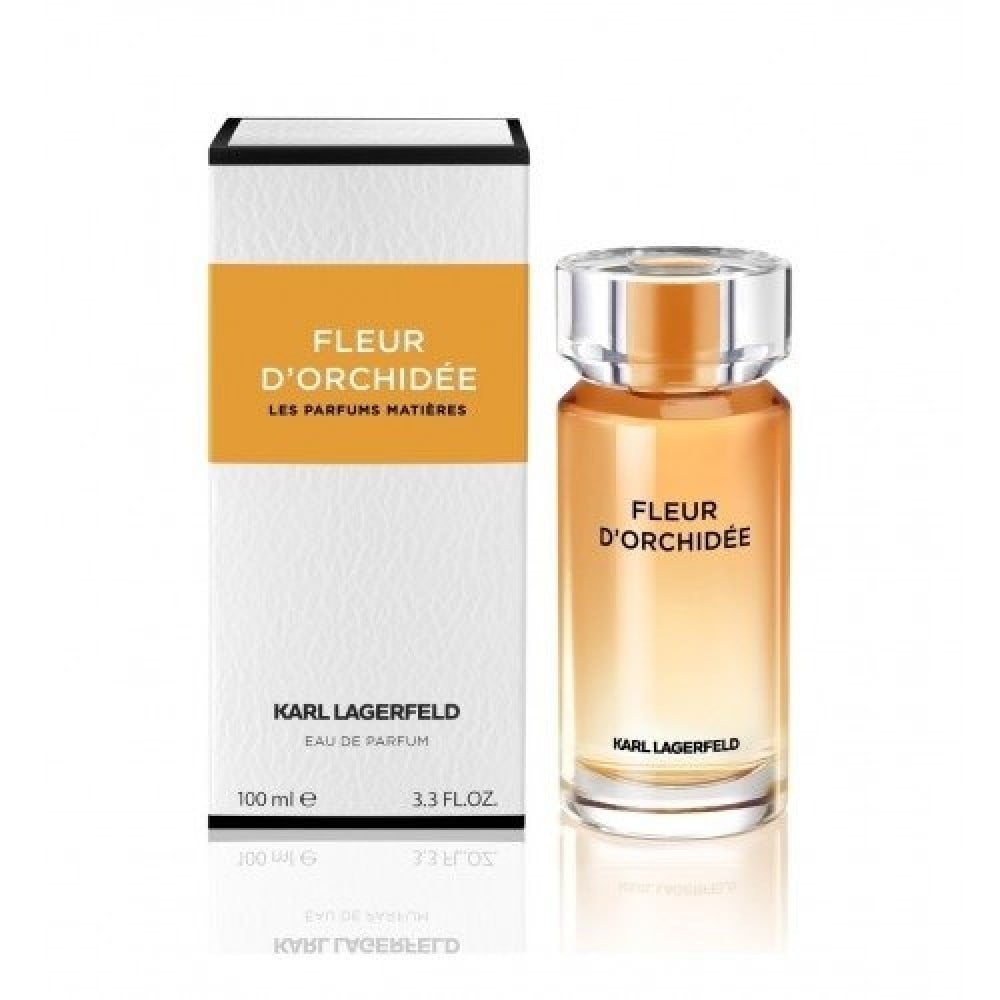 FLEUR
D'ORCHIDÉE
LES PARFUMS MATIÈRES
KARL LAGERFELD
EAU DE PARFUM
100 ml ℮
3.3 FL.OZ.
FLEUR
D'ORCHIDÉE
KARL LAGERFELD